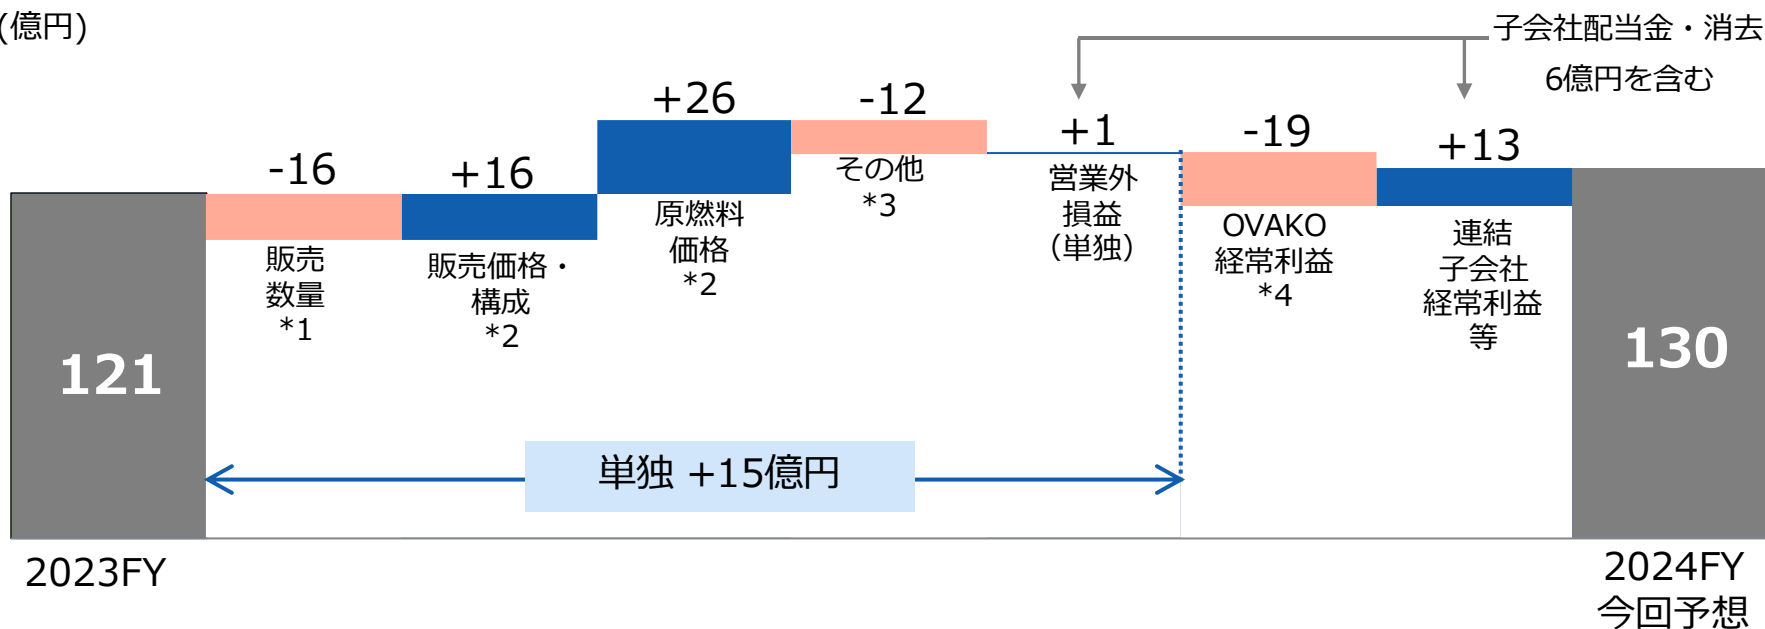 (億円)
子会社配当金・消去
6億円を含む
-16
販売
数量
*1
+16
販売価格・
構成
*2
+26
原燃料
価格
*2
-12
その他
*3
+1
営業外
損益
(単独)
-19
OVAKO
経常利益
*4
+13
連結
子会社
経常利益
等
121
130
単独 +15億円
2023FY
2024FY
今回予想